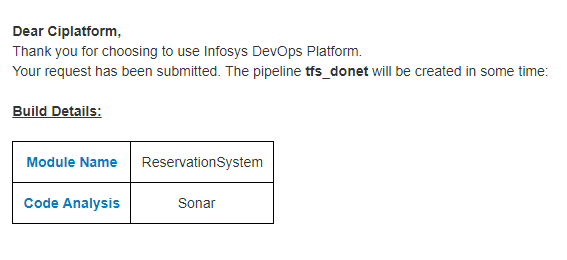 Dear Ciplatform,
Thank you for choosing to use Infosys DevOps Platform.
Your request has been submitted. The pipeline tfs_donet will be created in some time:
Build Details:
Module Name ReservationSystem
Code Analysis Sonar